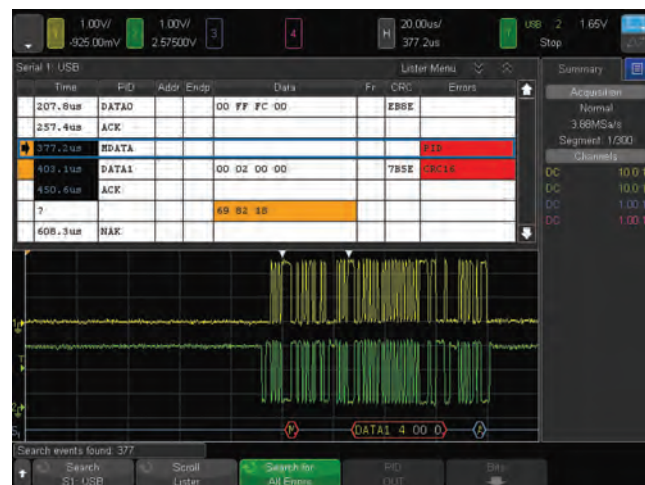 1 1.00V/ -925.00mV 2 1.00V/ 2.57500V 3 4 H 20.00us/ 377.2us T USB 2 1.65V Stop
Serial 1: USB Lister Menu Summary
Time PID Addr Endp Data Fr CRC Errors
207.8us DATA0 00 FF FC 00 EB8E
257.4us ACK
377.2us MDATA PID
403.1us DATA1 00 02 00 00 7B5E CRC16
450.6us ACK
? 69 82 18
608.3us NAK
Acquisition
Normal
3.88MSa/s
Segment: 1/300
Channels
DC 10.0:1
DC 10.0:1
DC 1.00:1
DC 1.00:1
M DATA1 4 00 0 A
Search events found: 377
Search S1: USB
Scroll Lister
Search for All Errors
PID OUT
Bits